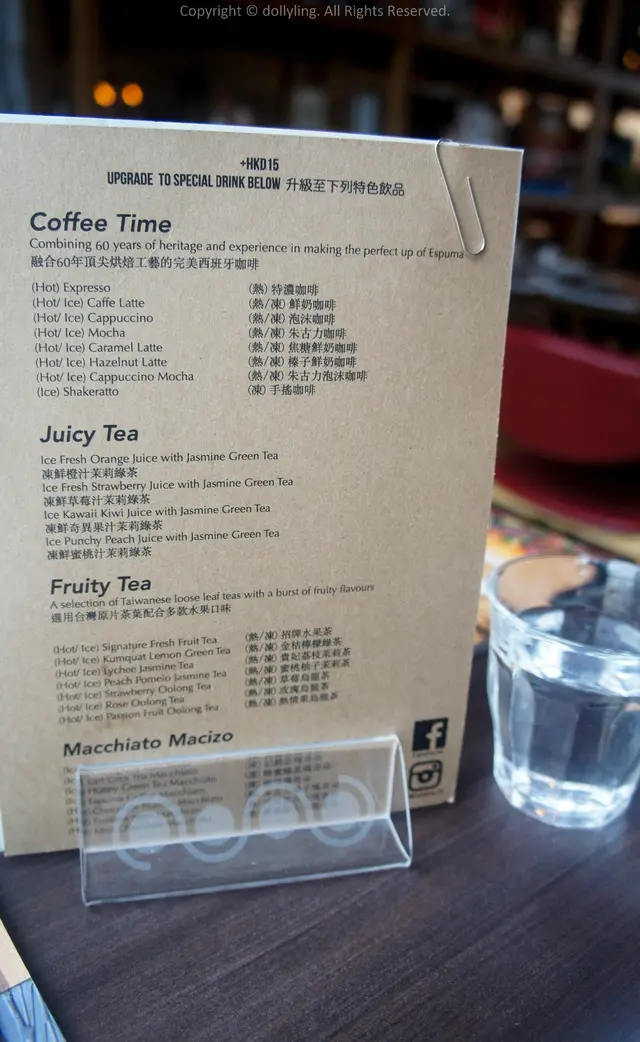 Copyright © dollyling. All Rights Reserved.
+HKD15
UPGRADE TO SPECIAL DRINK BELOW 升級至下列特色飲品
Coffee Time
Combining 60 years of heritage and experience in making the perfect up of Espuma
融合60年頂尖烘焙工藝的完美西班牙咖啡
(Hot) Expresso (熱) 特濃咖啡
(Hot/ Ice) Caffe Latte (熱/凍) 鮮奶咖啡
(Hot/ Ice) Cappuccino (熱/凍) 泡沫咖啡
(Hot/ Ice) Mocha (熱/凍) 朱古力咖啡
(Hot/ Ice) Caramel Latte (熱/凍) 焦糖鮮奶咖啡
(Hot/ Ice) Hazelnut Latte (熱/凍) 榛子鮮奶咖啡
(Hot/ Ice) Cappuccino Mocha (熱/凍) 朱古力泡沫咖啡
(Ice) Shakeratto (凍) 手搖咖啡
Juicy Tea
Ice Fresh Orange Juice with Jasmine Green Tea
凍鮮橙汁茉莉綠茶
Ice Fresh Strawberry Juice with Jasmine Green Tea
凍鮮草莓汁茉莉綠茶
Ice Kawaii Kiwi Juice with Jasmine Green Tea
凍鮮奇異果汁茉莉綠茶
Ice Punchy Peach Juice with Jasmine Green Tea
凍鮮蜜桃汁茉莉綠茶
Fruity Tea
A selection of Taiwanese loose leaf teas with a burst of fruity flavours
選用台灣原片茶葉配合多款水果口味
(Hot/ Ice) Signature Fresh Fruit Tea (熱/凍) 招牌水果茶
(Hot/ Ice) Kumquat Lemon Green Tea (熱/凍) 金桔檸檬綠茶
(Hot/ Ice) Lychee Jasmine Tea (熱/凍) 貴妃荔枝茉莉茶
(Hot/ Ice) Peach Pomelo Jasmine Tea (熱/凍) 蜜桃柚子茉莉茶
(Hot/ Ice) Strawberry Oolong Tea (熱/凍) 草莓烏龍茶
(Hot/ Ice) Rose Oolong Tea (熱/凍) 玫瑰烏龍茶
(Hot/ Ice) Passion Fruit Oolong Tea (熱/凍) 熱情果烏龍茶
Macchiato Macizo
Honey Green Tea Macchiato